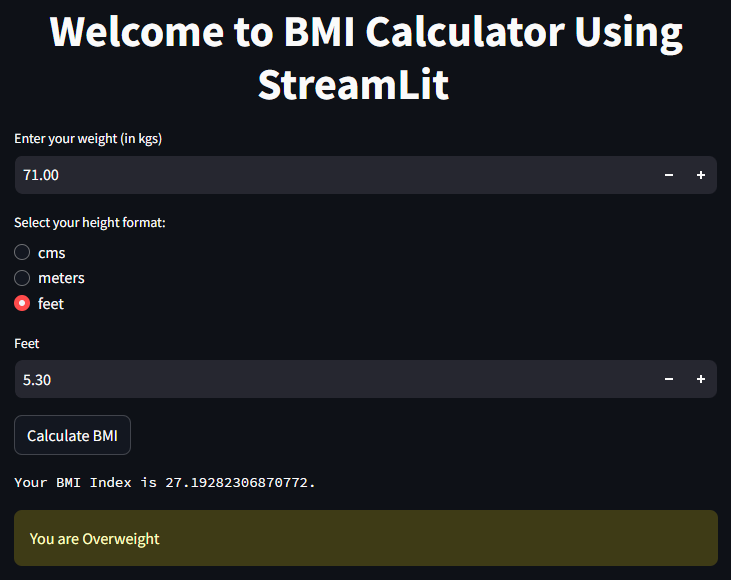 Welcome to BMI Calculator Using
StreamLit
Enter your weight (in kgs)
71.00 − +
Select your height format:
cms
meters
feet
Feet
5.30 − +
Calculate BMI
Your BMI Index is 27.19282306870772.
You are Overweight